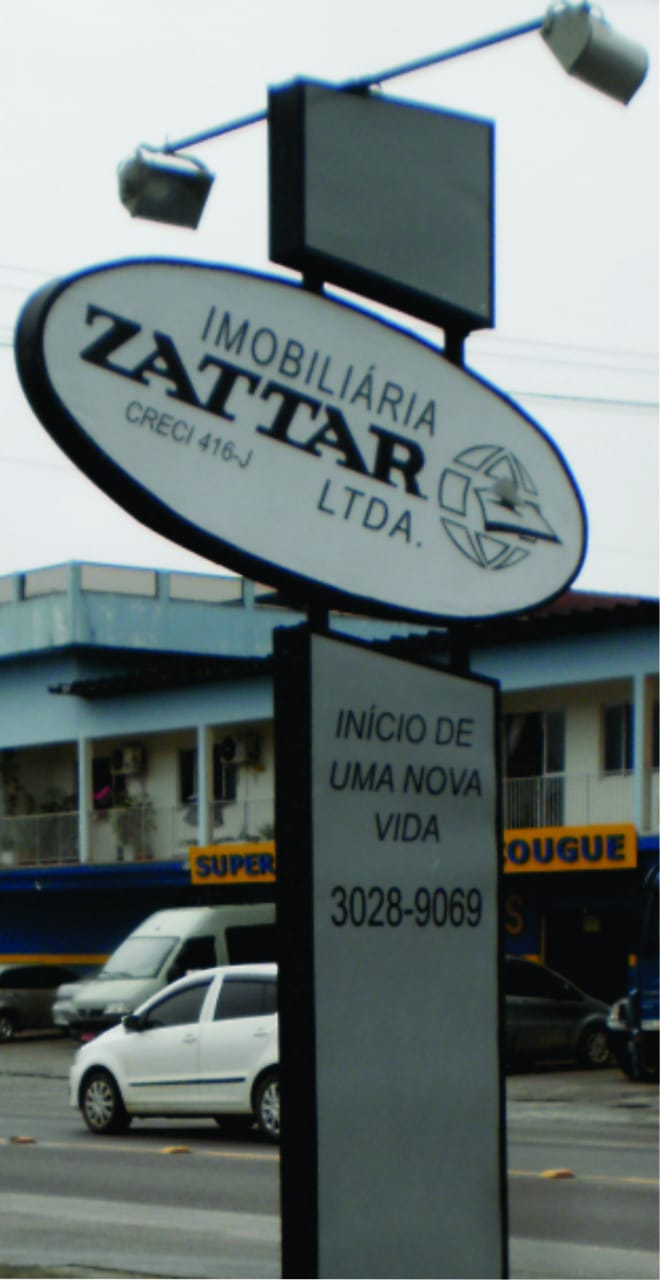 IMOBILIÁRIA
ZATTAR
CRECI 416-J
LTDA.
INÍCIO DE
UMA NOVA
VIDA
3028-9069
SUPER
OUGUE
S